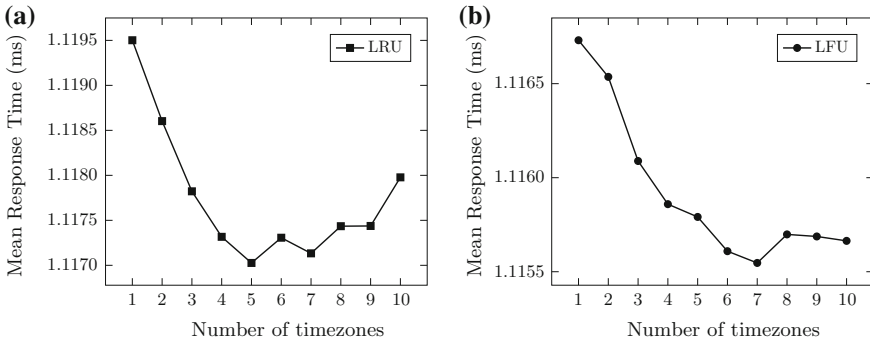 (a)
Mean Response Time (ms)
1.1195
1.1190
1.1185
1.1180
1.1175
1.1170
LRU
1 2 3 4 5 6 7 8 9 10
Number of timezones
(b)
Mean Response Time (ms)
1.1165
1.1160
1.1155
LFU
1 2 3 4 5 6 7 8 9 10
Number of timezones